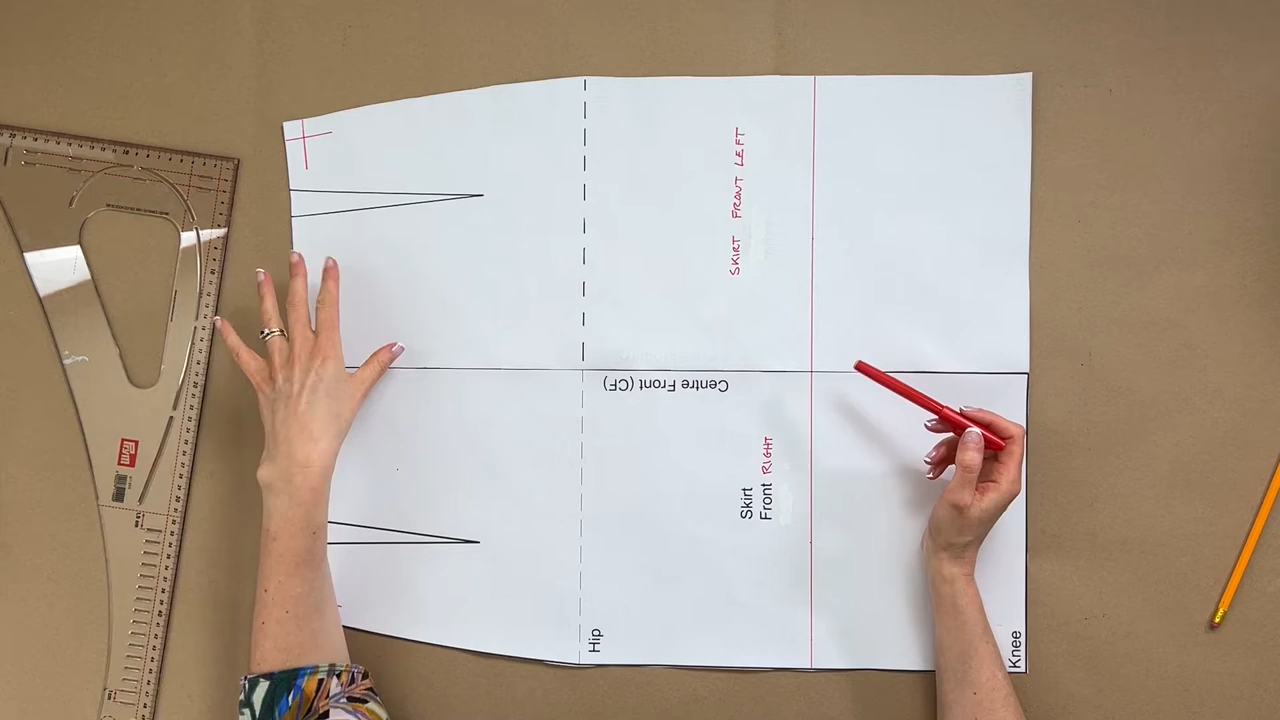 SKIRT FRONT LEFT
Centre Front (CF)
Skirt
Front RIGHT
Hip
Knee
Prym